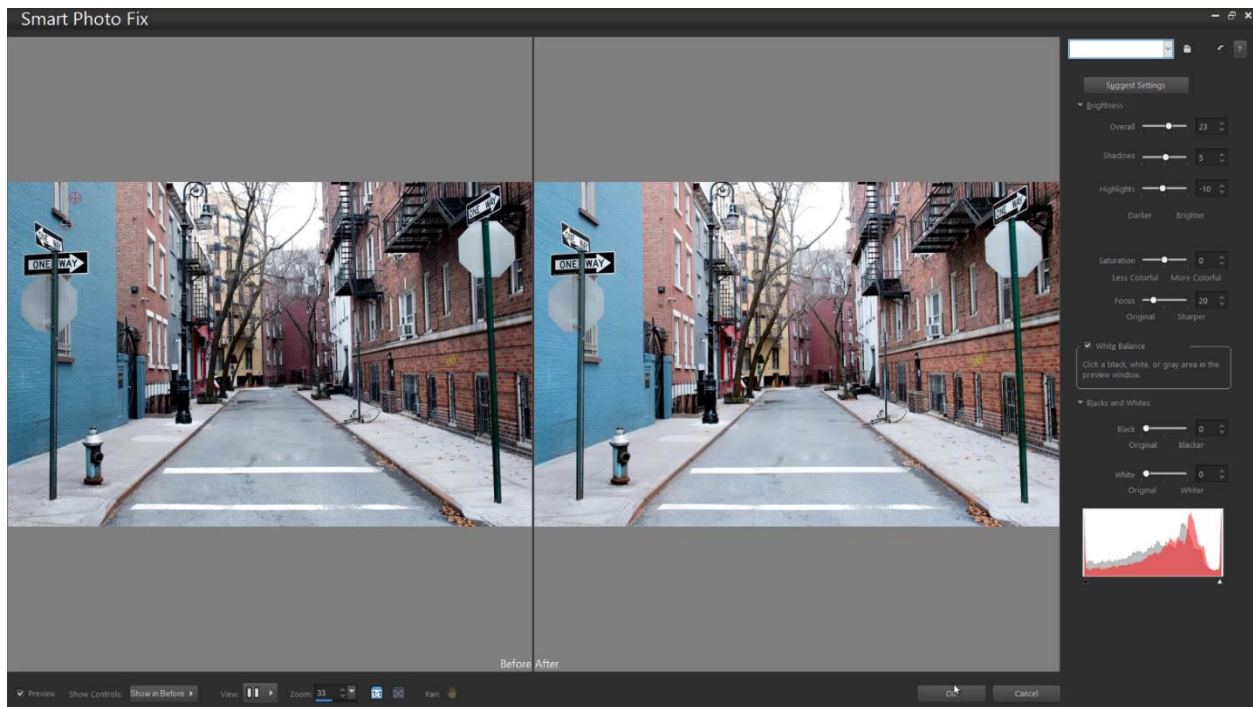 Smart Photo Fix
Suggest Settings
Brightness
Overall 23
Shadows 5
Highlights -10
Darker Brighter
Saturation 0
Less Colorful More Colorful
Focus 20
Original Sharper
White Balance
Click a black, white, or gray area in the
preview window.
Blacks and Whites
Black 0
Original Blacker
White 0
Original Whiter
ONE WAY
ONE WAY
ONE WAY
ONE WAY
Before After
Preview Show Controls: Show in Before View: Zoom: 33 Pan: Cancel